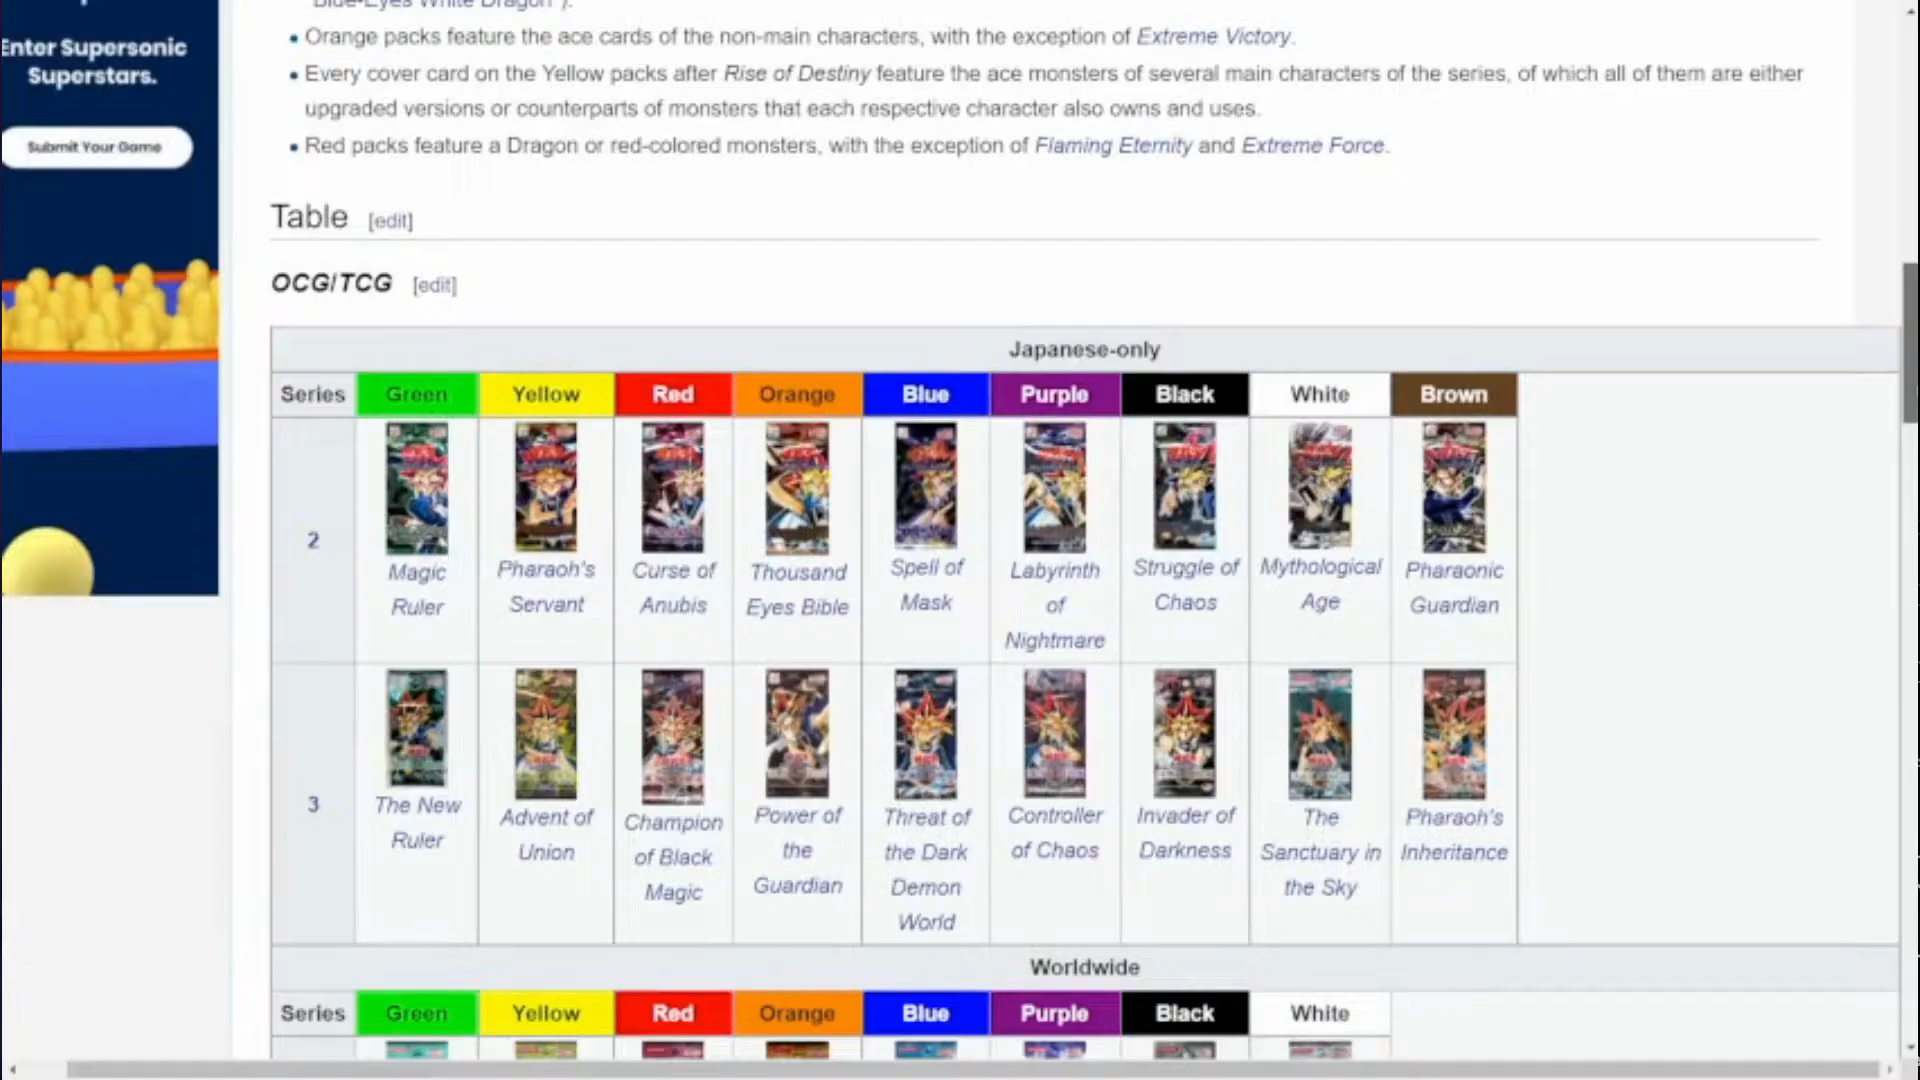 "Blue-Eyes White Dragon").
Enter Supersonic
Superstars.
Submit Your Game
• Orange packs feature the ace cards of the non-main characters, with the exception of Extreme Victory.
• Every cover card on the Yellow packs after Rise of Destiny feature the ace monsters of several main characters of the series, of which all of them are either
upgraded versions or counterparts of monsters that each respective character also owns and uses.
• Red packs feature a Dragon or red-colored monsters, with the exception of Flaming Eternity and Extreme Force.
Table [edit]
OCG/TCG [edit]
Japanese-only
Series Green Yellow Red Orange Blue Purple Black White Brown
2
Magic
Ruler
Pharaoh's
Servant
Curse of
Anubis
Thousand
Eyes Bible
Spell of
Mask
Labyrinth
of
Nightmare
Struggle of
Chaos
Mythological
Age
Pharaonic
Guardian
3
The New
Ruler
Advent of
Union
Champion
of Black
Magic
Power of
the
Guardian
Threat of
the Dark
Demon
World
Controller
of Chaos
Invader of
Darkness
The
Sanctuary in
the Sky
Pharaoh's
Inheritance
Worldwide
Series Green Yellow Red Orange Blue Purple Black White